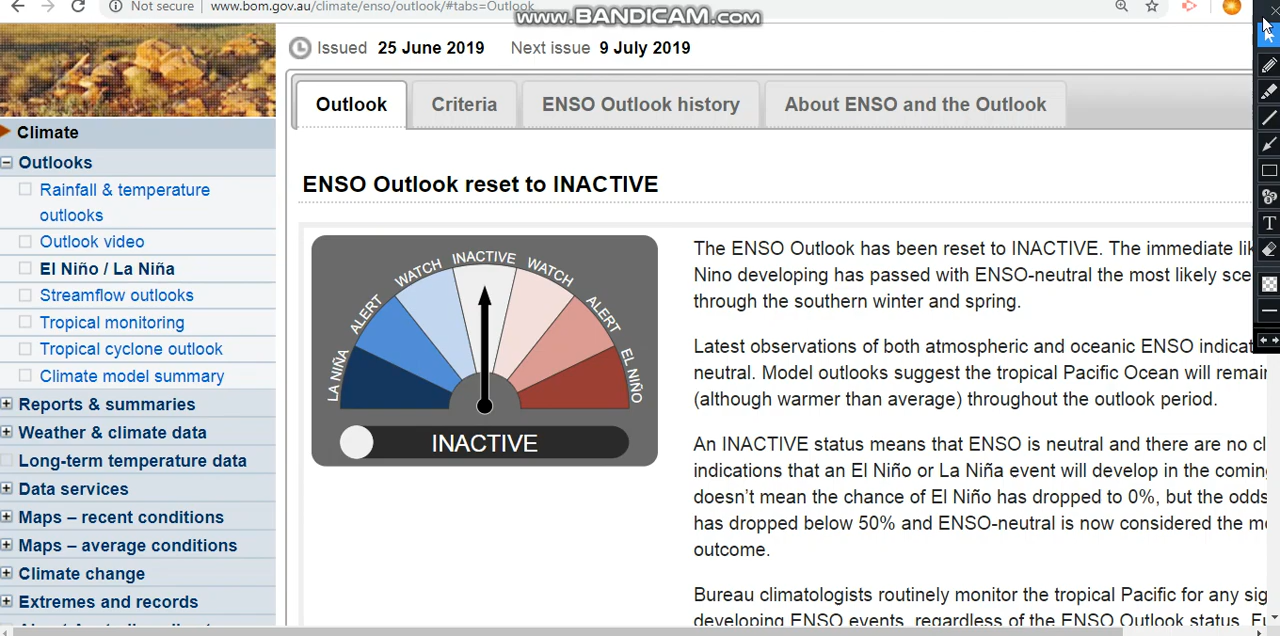 Not secure
www.bom.gov.au/climate/enso/outlook/#tabs=Outlook
www.BANDICAM.com
Issued 25 June 2019 Next issue 9 July 2019
Outlook
Criteria
ENSO Outlook history
About ENSO and the Outlook
Climate
Outlooks
Rainfall & temperature
outlooks
Outlook video
El Niño / La Niña
Streamflow outlooks
Tropical monitoring
Tropical cyclone outlook
Climate model summary
Reports & summaries
Weather & climate data
Long-term temperature data
Data services
Maps – recent conditions
Maps – average conditions
Climate change
Extremes and records
ENSO Outlook reset to INACTIVE
LA NIÑA
ALERT
WATCH
INACTIVE
WATCH
ALERT
EL NIÑO
INACTIVE
The ENSO Outlook has been reset to INACTIVE. The immediate
Nino developing has passed with ENSO-neutral the most likely
through the southern winter and spring.
Latest observations of both atmospheric and oceanic ENSO
neutral. Model outlooks suggest the tropical Pacific Ocean will
(although warmer than average) throughout the outlook period.
An INACTIVE status means that ENSO is neutral and there are no
indications that an El Niño or La Niña event will develop in the
doesn't mean the chance of El Niño has dropped to 0%, but the odds
has dropped below 50% and ENSO-neutral is now considered the
outcome.
Bureau climatologists routinely monitor the tropical Pacific for any
developing ENSO events, regardless of the ENSO Outlook status.
T